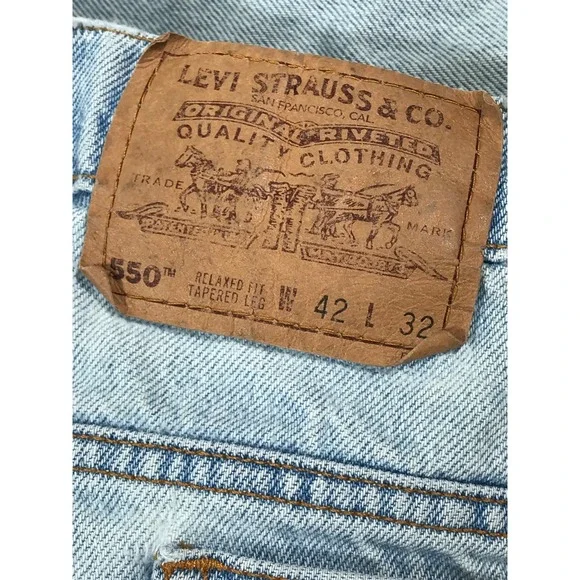 LEVI STRAUSS & CO.
SAN FRANCISCO, CAL
ORIGINAL RIVETED
QUALITY CLOTHING
TRADE MARK
550™ RELAXED FIT
TAPERED LEG W 42 L 32